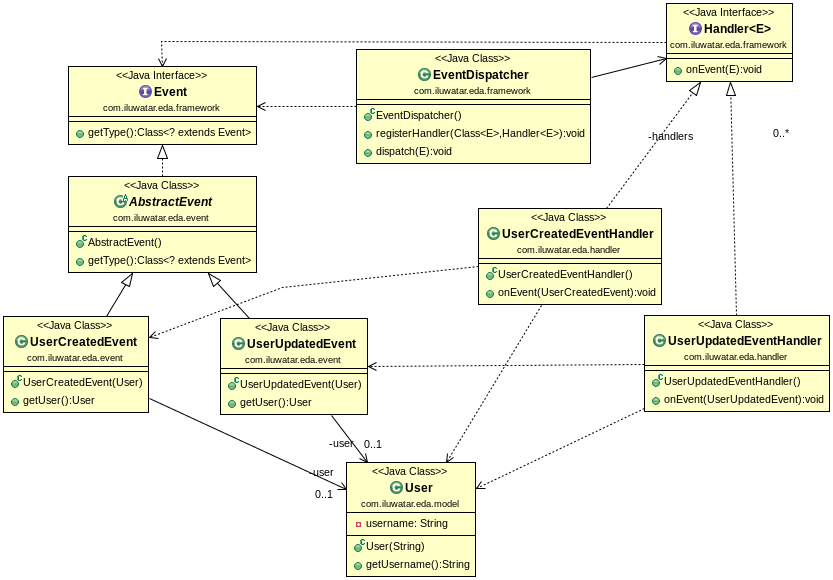 <<Java Interface>>
Handler<E>
com.iluwatar.eda.framework
onEvent(E):void
<<Java Class>>
EventDispatcher
com.iluwatar.eda.framework
EventDispatcher()
registerHandler(Class<E>,Handler<E>):void
dispatch(E):void
<<Java Interface>>
Event
com.iluwatar.eda.framework
getType():Class<? extends Event>
-handlers
0..*
<<Java Class>>
AbstractEvent
com.iluwatar.eda.event
AbstractEvent()
getType():Class<? extends Event>
<<Java Class>>
UserCreatedEventHandler
com.iluwatar.eda.handler
UserCreatedEventHandler()
onEvent(UserCreatedEvent):void
<<Java Class>>
UserCreatedEvent
com.iluwatar.eda.event
UserCreatedEvent(User)
getUser():User
<<Java Class>>
UserUpdatedEvent
com.iluwatar.eda.event
UserUpdatedEvent(User)
getUser():User
<<Java Class>>
UserUpdatedEventHandler
com.iluwatar.eda.handler
UserUpdatedEventHandler()
onEvent(UserUpdatedEvent):void
-user
0..1
-user
0..1
<<Java Class>>
User
com.iluwatar.eda.model
username: String
User(String)
getUsername():String